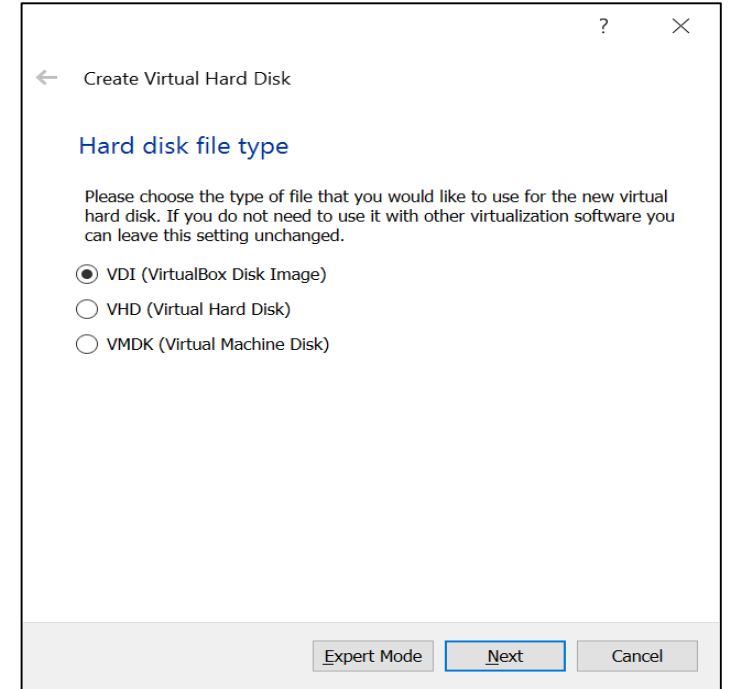 ?
Create Virtual Hard Disk
Hard disk file type
Please choose the type of file that you would like to use for the new virtual
hard disk. If you do not need to use it with other virtualization software you
can leave this setting unchanged.
VDI (VirtualBox Disk Image)
VHD (Virtual Hard Disk)
VMDK (Virtual Machine Disk)
Expert Mode Next Cancel